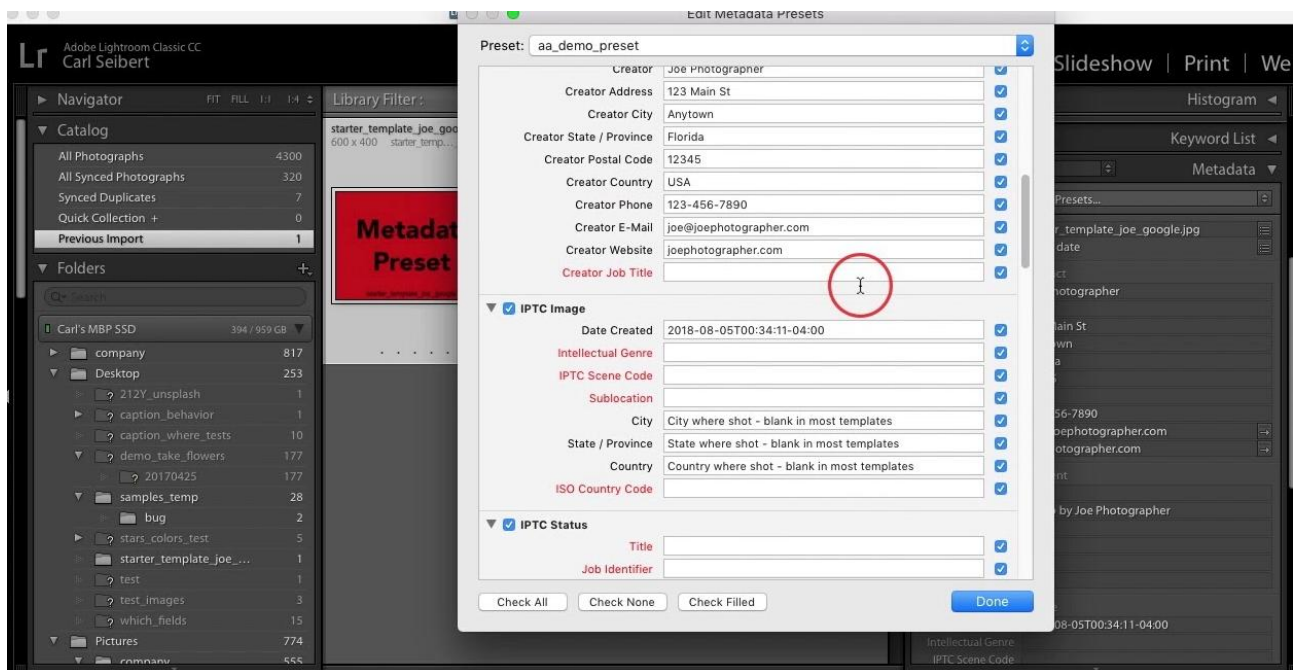 Edit Metadata Presets
Lr Adobe Lightroom Classic CC
Carl Seibert
Slideshow | Print | We
Navigator FIT FILL 1:1 1:4
Catalog
All Photographs 4300
All Synced Photographs 320
Synced Duplicates 7
Quick Collection + 0
Previous Import 1
Folders +
Search
Carl's MBP SSD 394 / 959 GB
company 817
Desktop 253
212Y_unsplash 1
caption_behavior 1
caption_where_tests 10
demo_take_flowers 177
20170425 177
samples_temp 28
bug 2
stars_colors_test 5
starter_template_joe_... 1
test 1
test_images 3
which_fields 15
Pictures 774
company 555
Library Filter :
starter_template_joe_goo
600 x 400 starter_temp...
Metadat
Preset
Preset: aa_demo_preset
Creator Joe Photographer
Creator Address 123 Main St
Creator City Anytown
Creator State / Province Florida
Creator Postal Code 12345
Creator Country USA
Creator Phone 123-456-7890
Creator E-Mail joe@joephotographer.com
Creator Website joephotographer.com
Creator Job Title
IPTC Image
Date Created 2018-08-05T00:34:11-04:00
Intellectual Genre
IPTC Scene Code
Sublocation
City City where shot - blank in most templates
State / Province State where shot - blank in most templates
Country Country where shot - blank in most templates
ISO Country Code
IPTC Status
Title
Job Identifier
Check All Check None Check Filled Done
Histogram
Keyword List
Metadata
Presets...
r_template_joe_google.jpg
date
ct
hotographer
ain St
wn
a
56-7890
oephotographer.com
otographer.com
nt
by Joe Photographer
08-05T00:34:11-04:00
Intellectual Genre
IPTC Scene Code